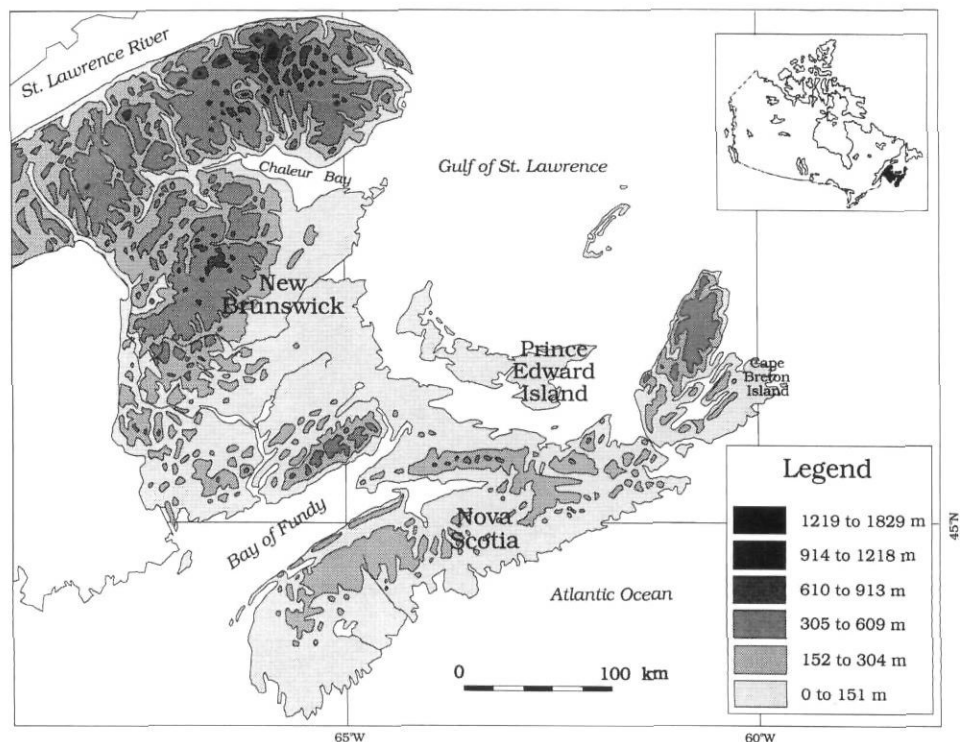 St. Lawrence River
Chaleur Bay
Gulf of St. Lawrence
New
Brunswick
Prince
Edward
Island
Cape
Breton
Island
Bay of Fundy
Nova
Scotia
Atlantic Ocean
0 100 km
Legend
1219 to 1829 m
914 to 1218 m
610 to 913 m
305 to 609 m
152 to 304 m
0 to 151 m
45°N
65°W
60°W